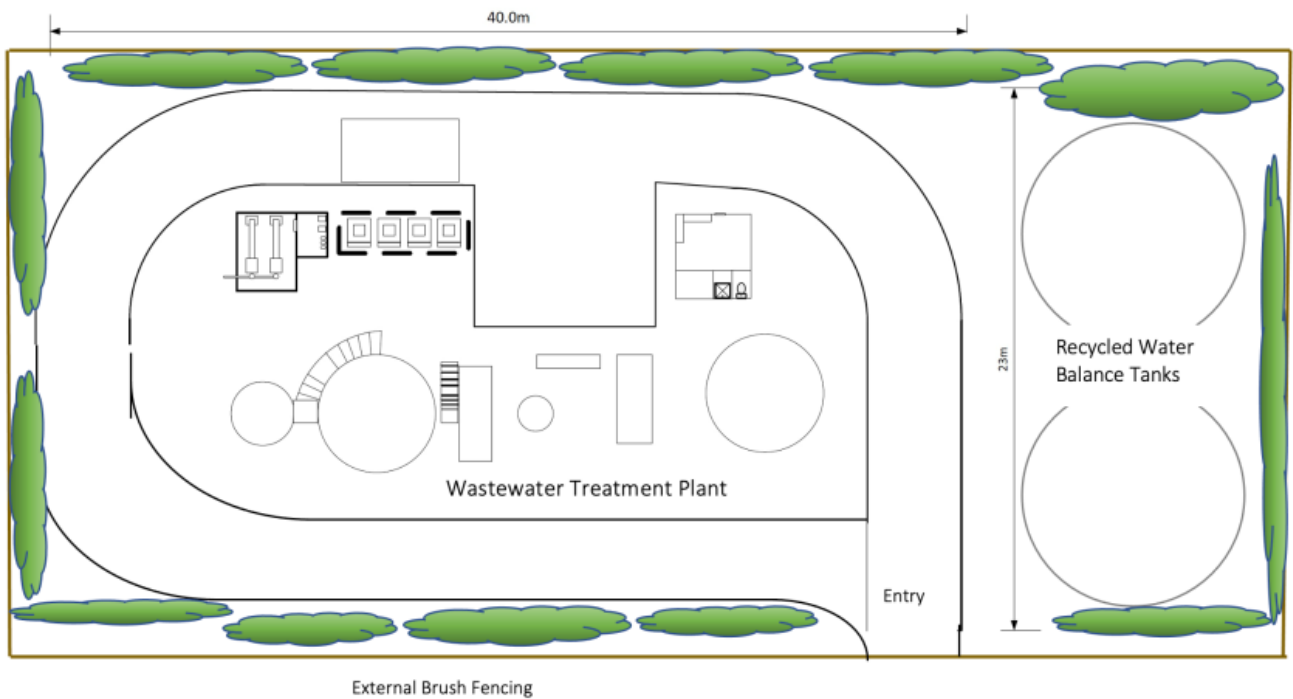 40.0m
23m
Recycled Water
Balance Tanks
Wastewater Treatment Plant
Entry
External Brush Fencing